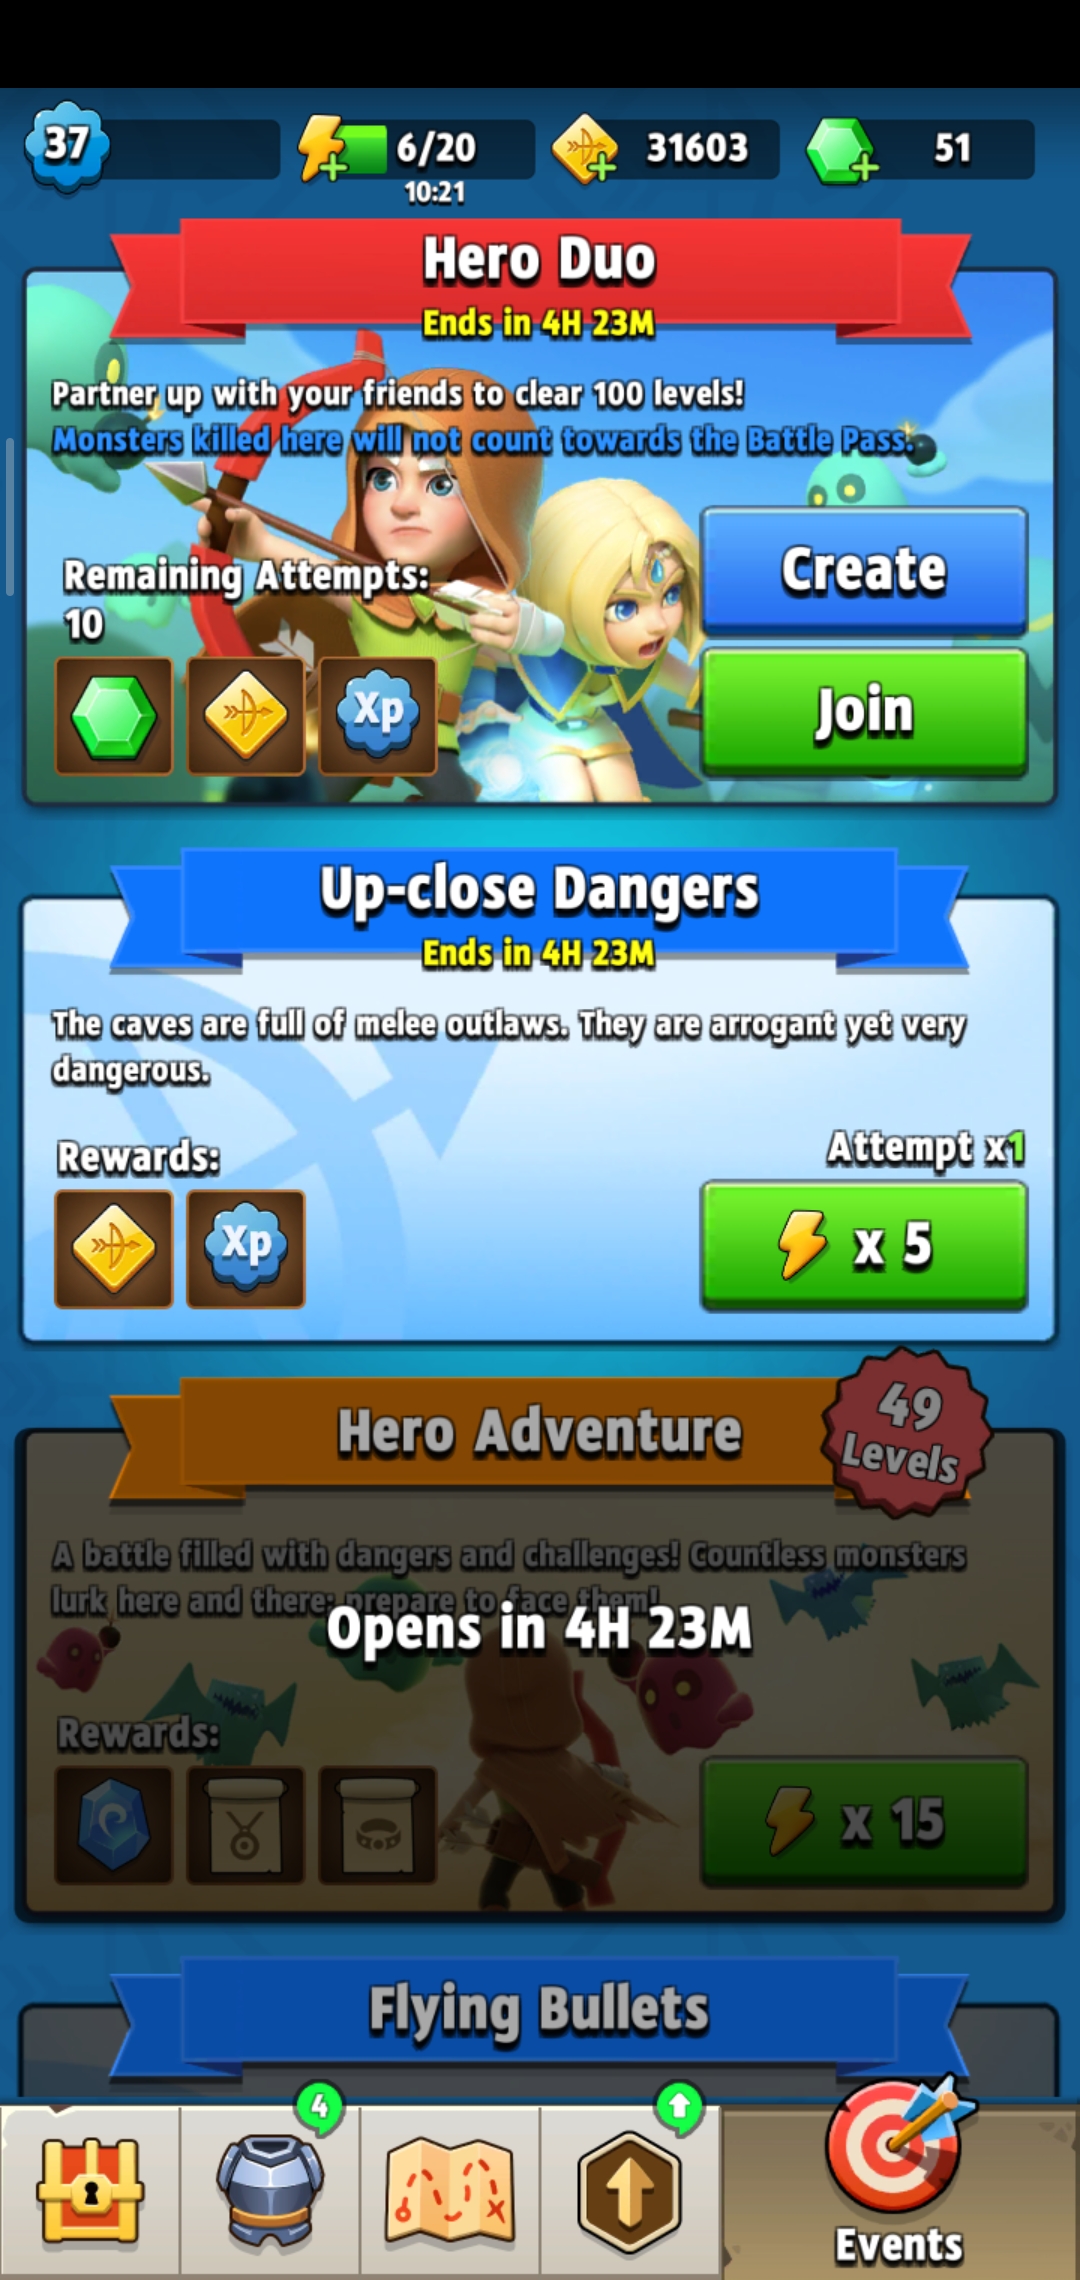 37
6/20
31603
51
10:21
Hero Duo
Ends in 4H 23M
Partner up with your friends to clear 100 levels!
Monsters killed here will not count towards the Battle Pass.
Remaining Attempts:
10
Create
Xp
Join
Up-close Dangers
Ends in 4H 23M
The caves are full of melee outlaws. They are arrogant yet very
dangerous.
Attempt x1
Rewards:
Xp
x 5
Hero Adventure
49
Levels
A battle filled with dangers and challenges! Countless monsters
lurk here and there; prepare to face them!
Opens in 4H 23M
Rewards:
x 15
Flying Bullets
4
Events